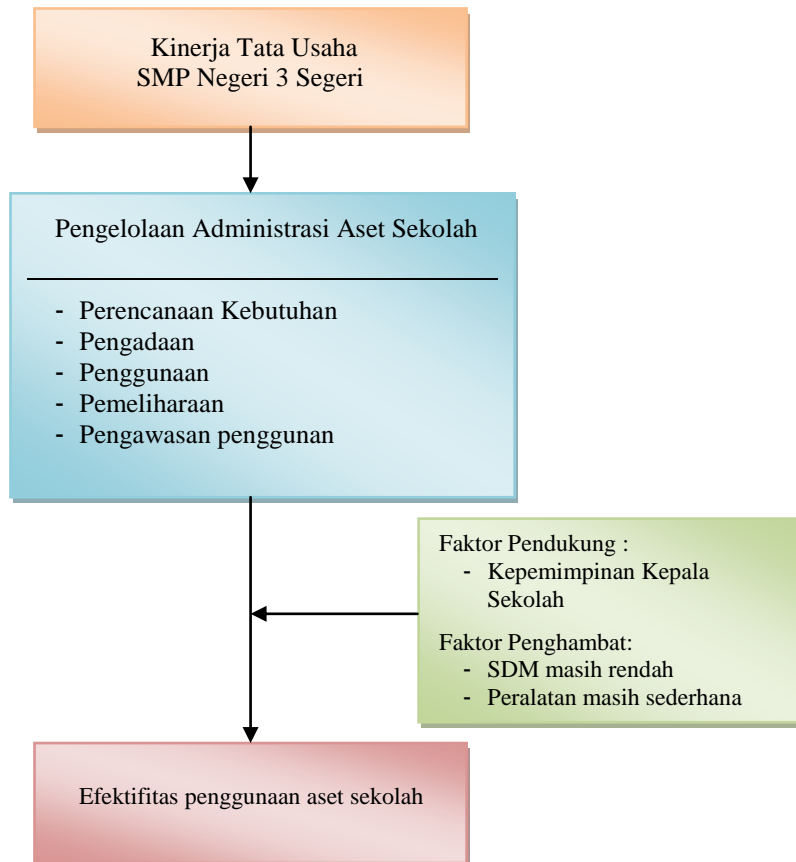 Kinerja Tata Usaha
SMP Negeri 3 Segeri
Pengelolaan Administrasi Aset Sekolah
- Perencanaan Kebutuhan
- Pengadaan
- Penggunaan
- Pemeliharaan
- Pengawasan penggunan
Faktor Pendukung :
- Kepemimpinan Kepala
Sekolah
Faktor Penghambat:
- SDM masih rendah
- Peralatan masih sederhana
Efektifitas penggunaan aset sekolah